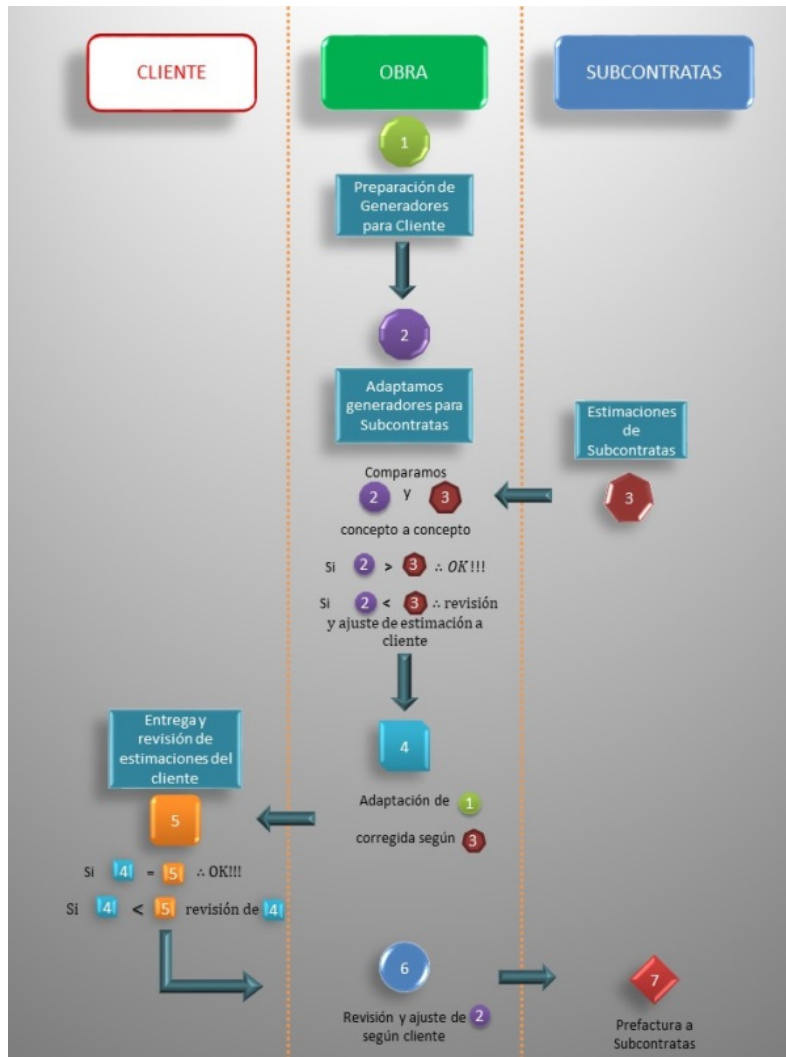 CLIENTE
OBRA
SUBCONTRATAS
1
Preparación de
Generadores
para Cliente
2
Adaptamos
generadores para
Subcontratas
Estimaciones
de
Subcontratas
3
Comparamos
2 y 3
concepto a concepto
Si 2 > 3 ∴ OK!!!
Si 2 < 3 ∴ revisión
y ajuste de estimación a
cliente
4
Adaptación de 1
corregida según 3
Entrega y
revisión de
estimaciones del
cliente
5
Si 4 = 5 ∴ OK!!!
Si 4 < 5 revisión de 4
6
Revisión y ajuste de 2
según cliente
7
Prefactura a
Subcontratas